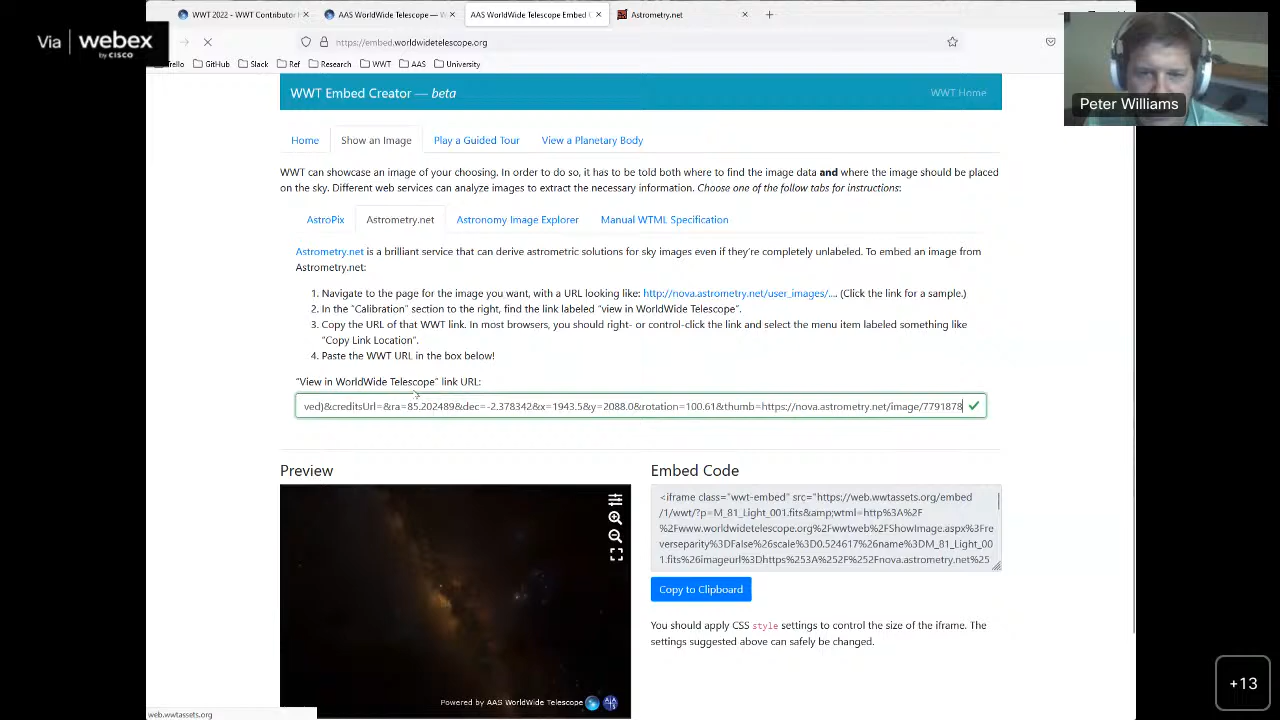 Via | webex
by CISCO
WWT 2022 - WWT Contributor
AAS WorldWide Telescope —
AAS WorldWide Telescope Embed
Astrometry.net
https://embed.worldwidetelescope.org
Trello GitHub Slack Ref Research WWT AAS University
Peter Williams
WWT Embed Creator — beta
WWT Home
Home Show an Image Play a Guided Tour View a Planetary Body
WWT can showcase an image of your choosing. In order to do so, it has to be told both where to find the image data and where the image should be placed
on the sky. Different web services can analyze images to extract the necessary information. Choose one of the follow tabs for instructions:
AstroPix Astrometry.net Astronomy Image Explorer Manual WTML Specification
Astrometry.net is a brilliant service that can derive astrometric solutions for sky images even if they're completely unlabeled. To embed an image from
Astrometry.net:
1. Navigate to the page for the image you want, with a URL looking like: http://nova.astrometry.net/user_images/.... (Click the link for a sample.)
2. In the “Calibration” section to the right, find the link labeled “view in WorldWide Telescope”.
3. Copy the URL of that WWT link. In most browsers, you should right- or control-click the link and select the menu item labeled something like
“Copy Link Location”.
4. Paste the WWT URL in the box below!
“View in WorldWide Telescope” link URL:
ved)&creditsUrl=&ra=85.202489&dec=-2.378342&x=1943.5&y=2088.0&rotation=100.61&thumb=https://nova.astrometry.net/image/7791878
Preview
Powered by AAS WorldWide Telescope
Embed Code
<iframe class="wwt-embed" src="https://web.wwtassets.org/embed
/1/wwt/?p=M_81_Light_001.fits&amp;wtml=http%3A%2F
%2Fwww.worldwidetelescope.org%2Fwwtweb%2FShowImage.aspx%3Fre
verseparity%3DFalse%26scale%3D0.524617%26name%3DM_81_Light_00
1.fits%26imageurl%3Dhttps%253A%252F%252Fnova.astrometry.net%25
Copy to Clipboard
You should apply CSS style settings to control the size of the iframe. The
settings suggested above can safely be changed.
web.wwtassets.org
+13